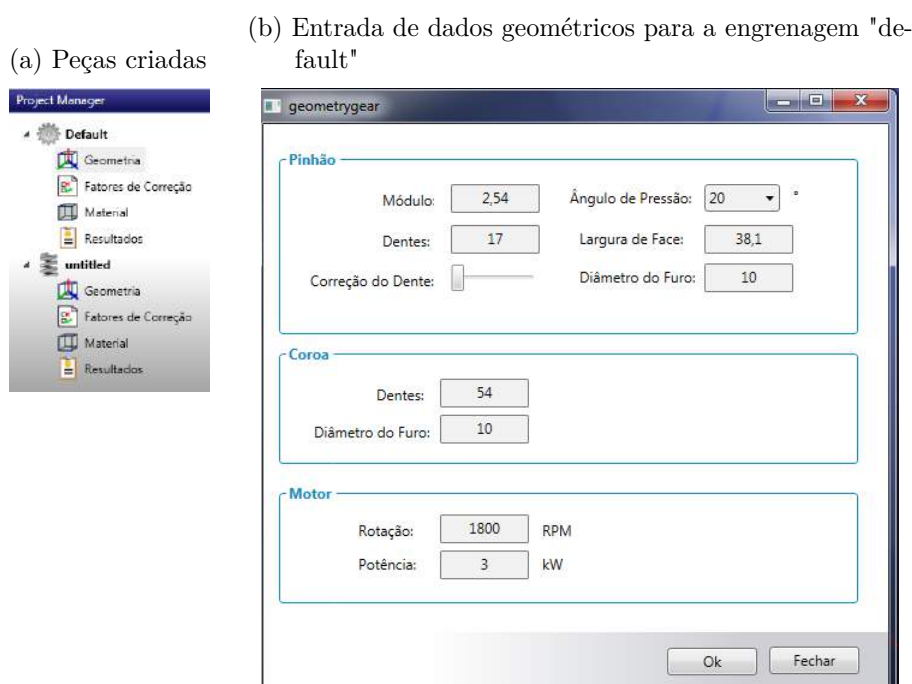 (a) Peças criadas
(b) Entrada de dados geométricos para a engrenagem "de-
fault"
Project Manager
Default
Geometria
Fatores de Correção
Material
Resultados
untitled
Geometria
Fatores de Correção
Material
Resultados
geometrygear
Pinhão
Módulo: 2,54 Ângulo de Pressão: 20 °
Dentes: 17 Largura de Face: 38,1
Correção do Dente: Diâmetro do Furo: 10
Coroa
Dentes: 54
Diâmetro do Furo: 10
Motor
Rotação: 1800 RPM
Potência: 3 kW
Ok Fechar